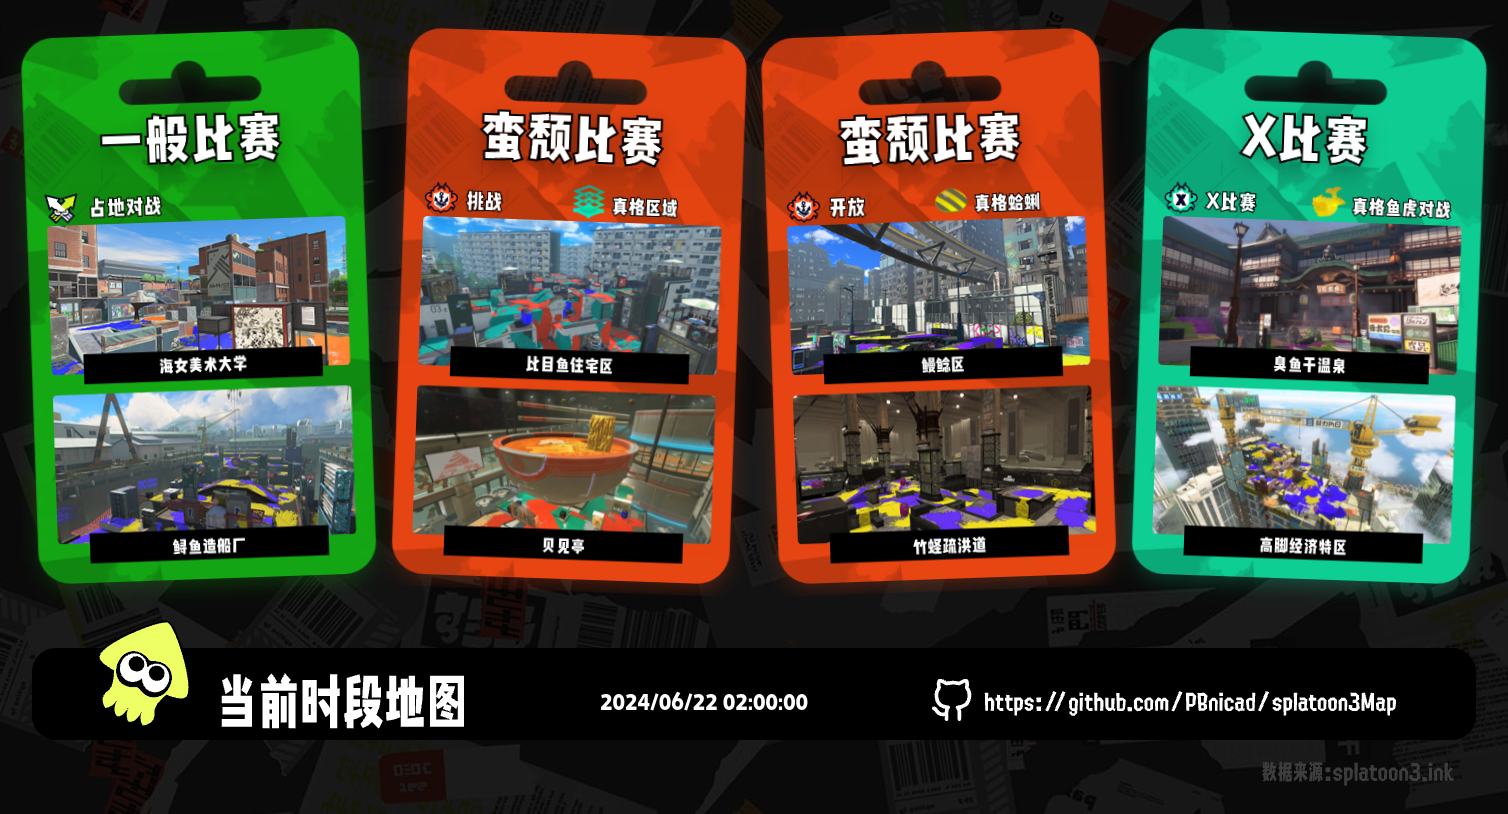 一般比赛
占地对战
海女美术大学
鲟鱼造船厂
蛮颓比赛
挑战
真格区域
比目鱼住宅区
贝见亭
蛮颓比赛
开放
真格蛤蜊
鳗鲶区
竹蛏疏洪道
X比赛
X比赛
真格鱼虎对战
臭鱼干温泉
高脚经济特区
当前时段地图
2024/06/22 02:00:00
https://github.com/PBnicad/splatoon3Map
数据来源:splatoon3.ink